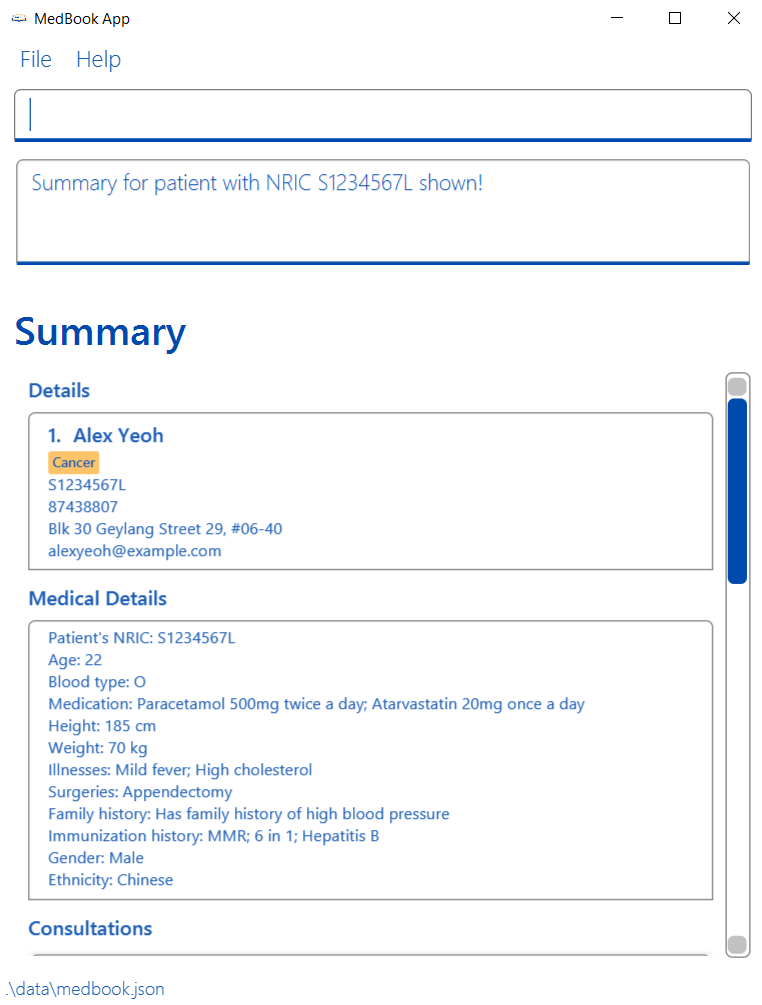 MedBook App
File Help
Summary for patient with NRIC S1234567L shown!
Summary
Details
1. Alex Yeoh
Cancer
S1234567L
87438807
Blk 30 Geylang Street 29, #06-40
alexyeoh@example.com
Medical Details
Patient's NRIC: S1234567L
Age: 22
Blood type: O
Medication: Paracetamol 500mg twice a day; Atarvastatin 20mg once a day
Height: 185 cm
Weight: 70 kg
Illnesses: Mild fever; High cholesterol
Surgeries: Appendectomy
Family history: Has family history of high blood pressure
Immunization history: MMR; 6 in 1; Hepatitis B
Gender: Male
Ethnicity: Chinese
Consultations
.\data\medbook.json